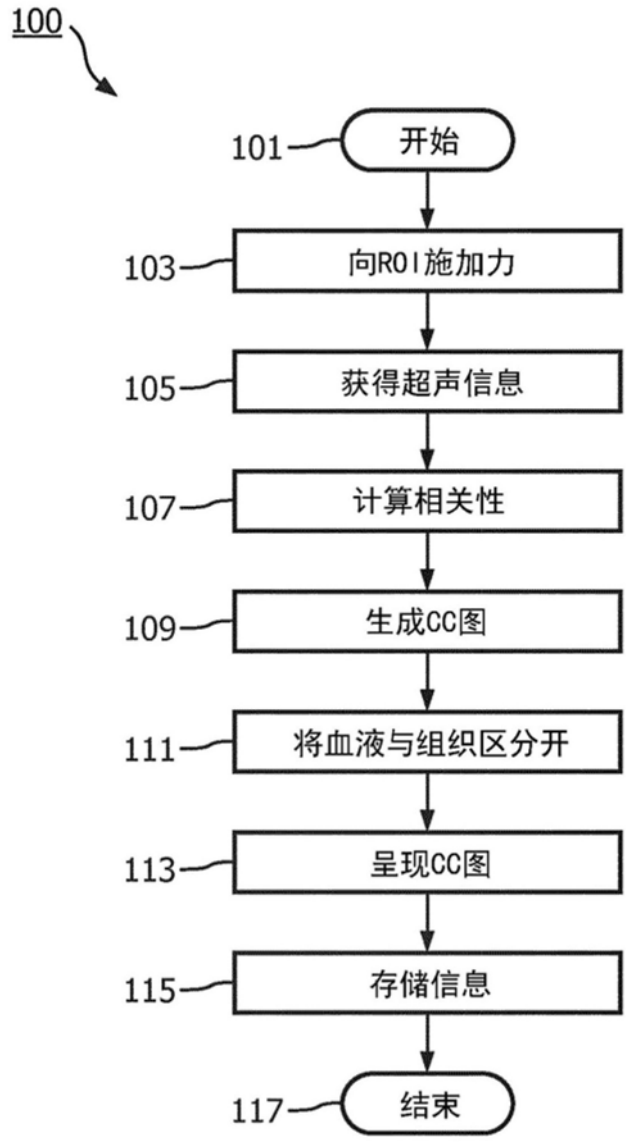 100
101 开始
103 向ROI施加力
105 获得超声信息
107 计算相关性
109 生成CC图
111 将血液与组织区分开
113 呈现CC图
115 存储信息
117 结束